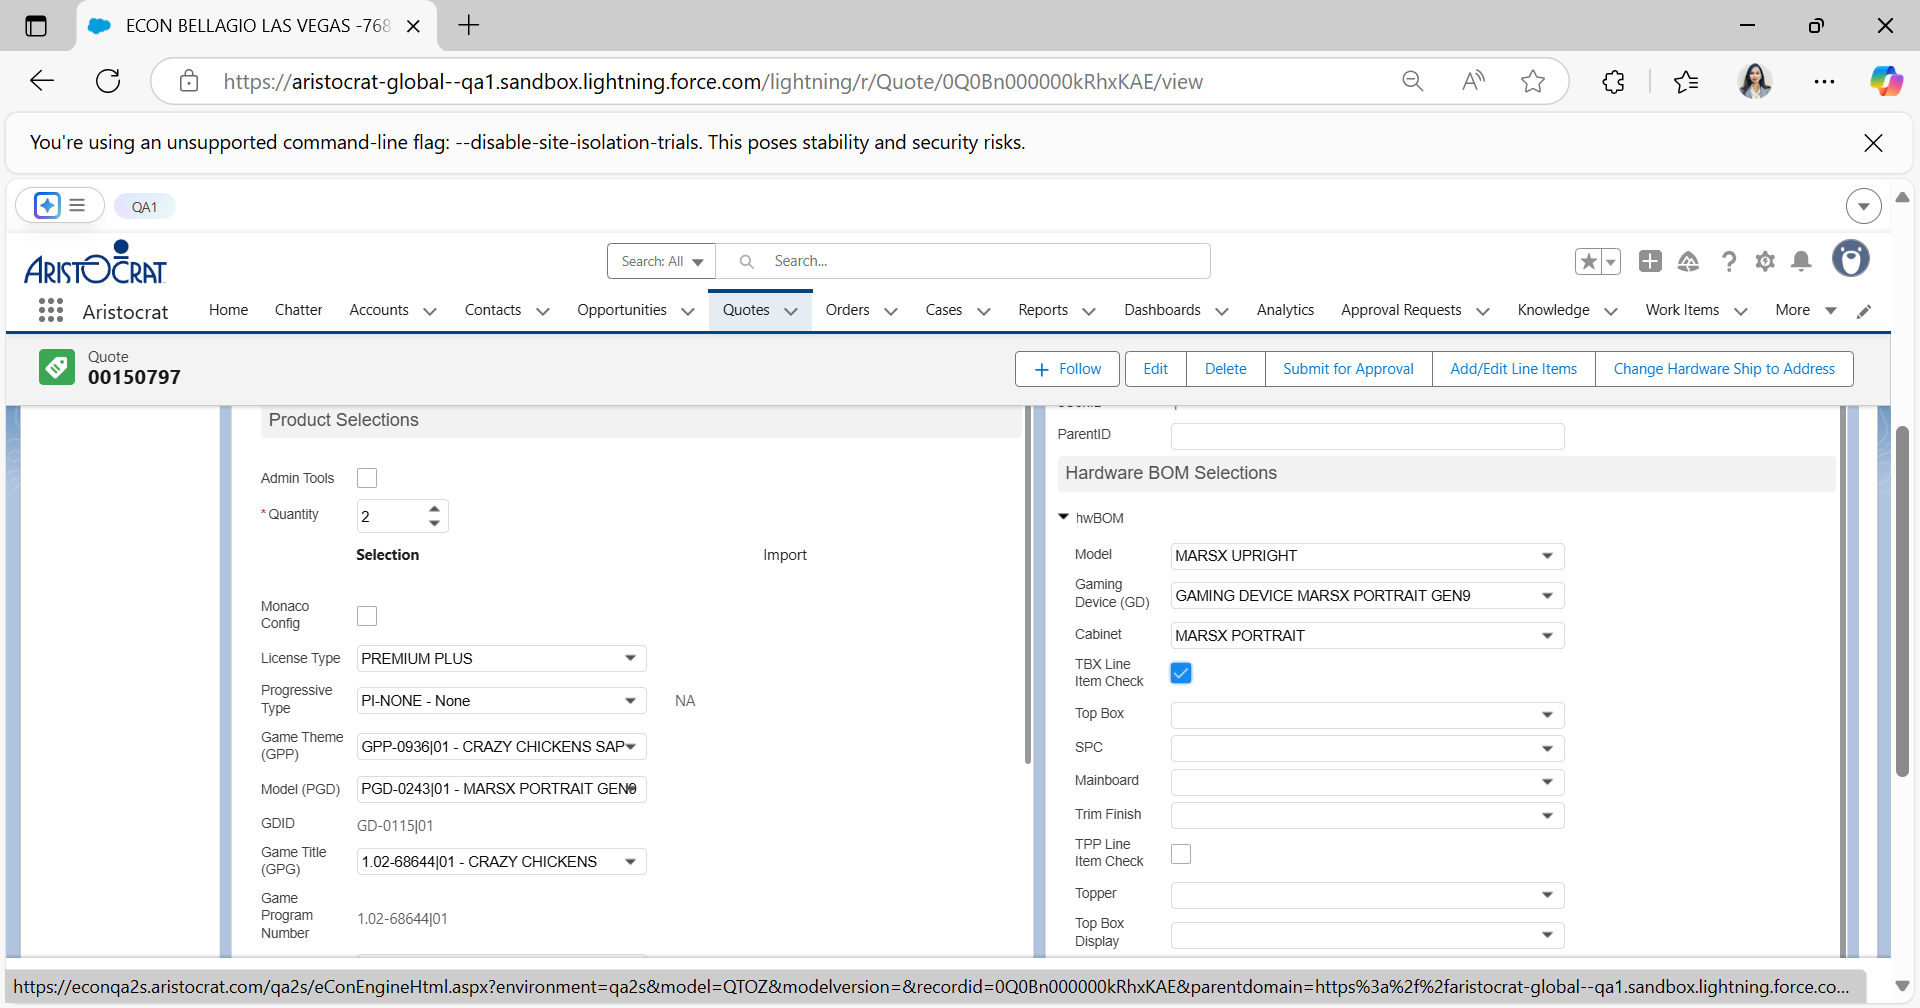 ECON BELLAGIO LAS VEGAS -768
https://aristocrat-global--qa1.sandbox.lightning.force.com/lightning/r/Quote/0Q0Bn000000kRhxKAE/view
You're using an unsupported command-line flag: --disable-site-isolation-trials. This poses stability and security risks.
QA1
ARISTOCRAT
Search: All
Search...
Aristocrat
Home
Chatter
Accounts
Contacts
Opportunities
Quotes
Orders
Cases
Reports
Dashboards
Analytics
Approval Requests
Knowledge
Work Items
More
Quote
00150797
Follow
Edit
Delete
Submit for Approval
Add/Edit Line Items
Change Hardware Ship to Address
Product Selections
Admin Tools
*Quantity
2
Selection
Import
Monaco
Config
License Type
PREMIUM PLUS
Progressive
Type
PI-NONE - None
NA
Game Theme
(GPP)
GPP-0936|01 - CRAZY CHICKENS SAP
Model (PGD)
PGD-0243|01 - MARSX PORTRAIT GEN9
GDID
GD-0115|01
Game Title
(GPG)
1.02-68644|01 - CRAZY CHICKENS
Game
Program
Number
1.02-68644|01
ParentID
Hardware BOM Selections
hwBOM
Model
MARSX UPRIGHT
Gaming
Device (GD)
GAMING DEVICE MARSX PORTRAIT GEN9
Cabinet
MARSX PORTRAIT
TBX Line
Item Check
Top Box
SPC
Mainboard
Trim Finish
TPP Line
Item Check
Topper
Top Box
Display
https://econqa2s.aristocrat.com/qa2s/eConEngineHtml.aspx?environment=qa2s&model=QTOZ&modelversion=&recordid=0Q0Bn000000kRhxKAE&parentdomain=https%3a%2f%2faristocrat-global--qa1.sandbox.lightning.force.co...